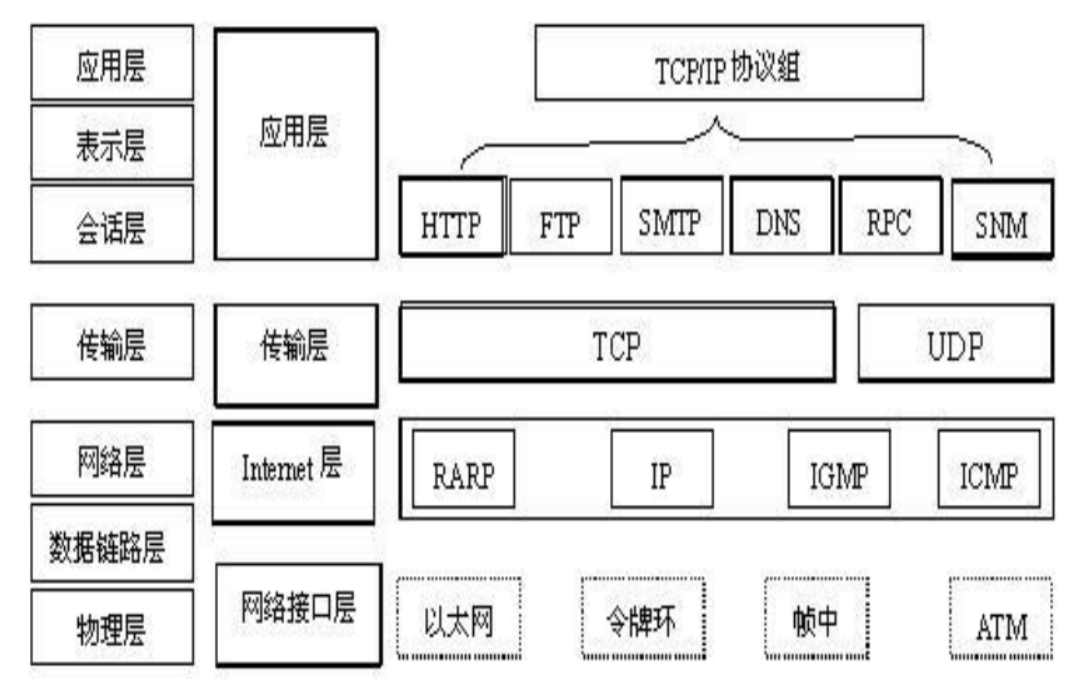 应用层
表示层
会话层
传输层
网络层
数据链路层
物理层
应用层
传输层
Internet 层
网络接口层
TCP/IP 协议组
HTTP FTP SMTP DNS RPC SNM
TCP UDP
RARP IP IGMP ICMP
以太网 令牌环 帧中 ATM